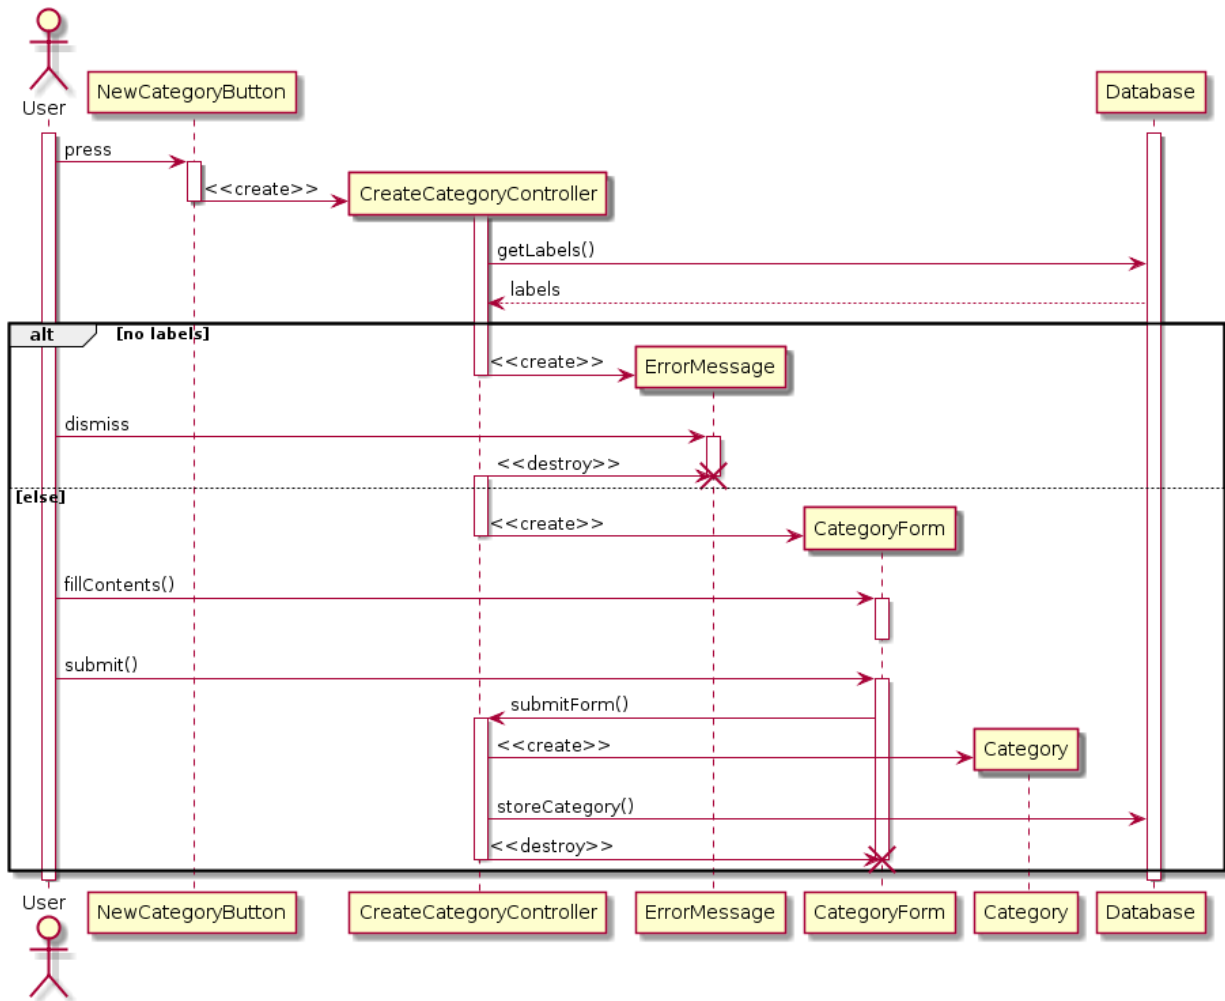 User
NewCategoryButton
Database
press
<<create>>
CreateCategoryController
getLabels()
labels
alt
[no labels]
<<create>>
ErrorMessage
dismiss
<<destroy>>
[else]
<<create>>
CategoryForm
fillContents()
submit()
submitForm()
<<create>>
Category
storeCategory()
<<destroy>>
User
NewCategoryButton
CreateCategoryController
ErrorMessage
CategoryForm
Category
Database